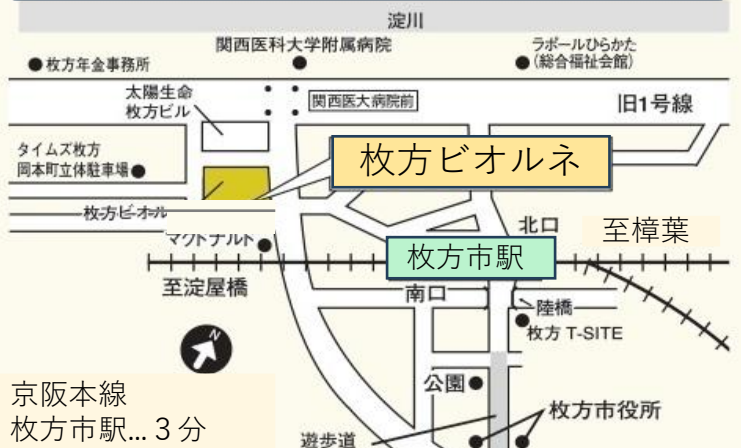 淀川
関西医科大学附属病院
ラポールひらかた
(総合福祉会館)
枚方年金事務所
太陽生命
枚方ビル
関西医大病院前
旧1号線
タイムズ枚方
岡本町立体駐車場
枚方ビオルネ
枚方ビオル
北口
至樟葉
マクドナルド
枚方市駅
至淀屋橋
南口
陸橋
枚方 T-SITE
N
公園
京阪本線
枚方市駅…３分
枚方市役所
遊歩道